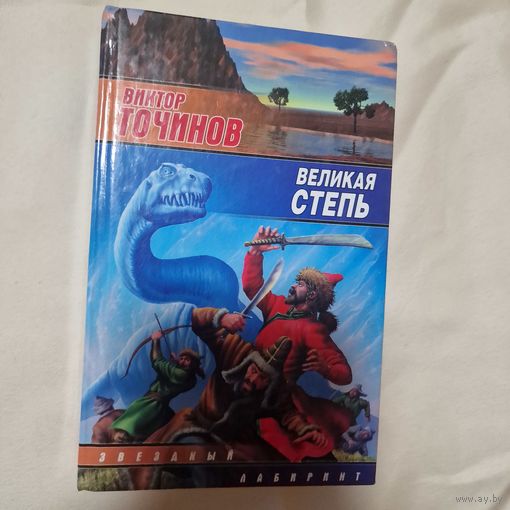 ВИКТОР
ТОЧИНОВ
ВЕЛИКАЯ
СТЕПЬ
ЗВЕЗДНЫЙ
ЛАБИРИНТ
www.ay.by